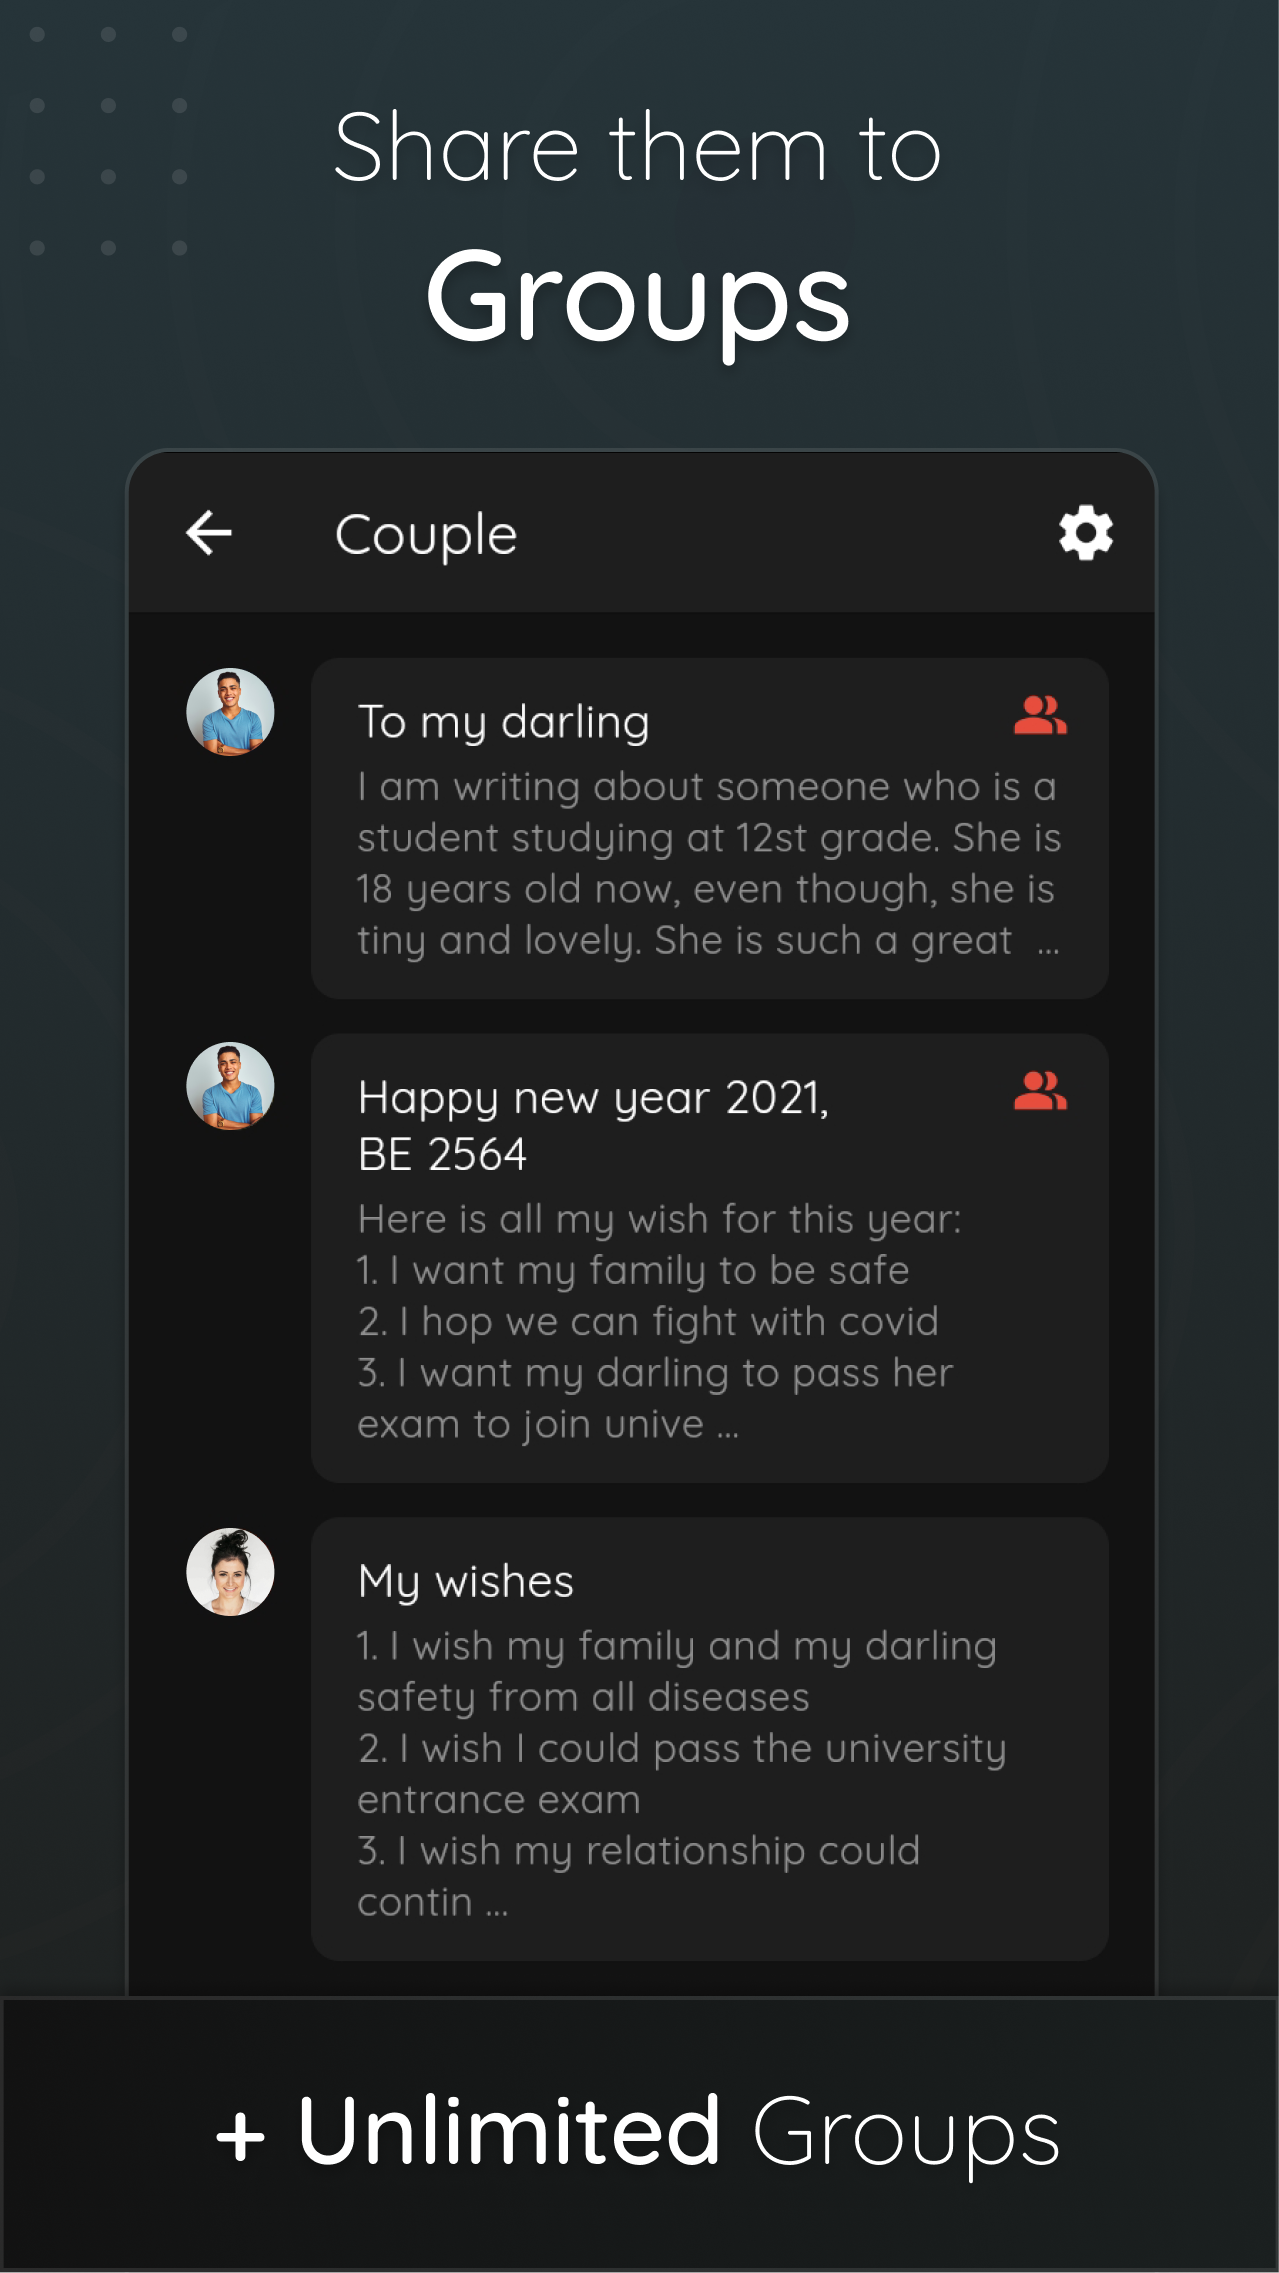 Share them to
Groups
Couple
To my darling
I am writing about someone who is a
student studying at 12st grade. She is
18 years old now, even though, she is
tiny and lovely. She is such a great ...
Happy new year 2021,
BE 2564
Here is all my wish for this year:
1. I want my family to be safe
2. I hop we can fight with covid
3. I want my darling to pass her
exam to join unive ...
My wishes
1. I wish my family and my darling
safety from all diseases
2. I wish I could pass the university
entrance exam
3. I wish my relationship could
contin ...
+ Unlimited Groups